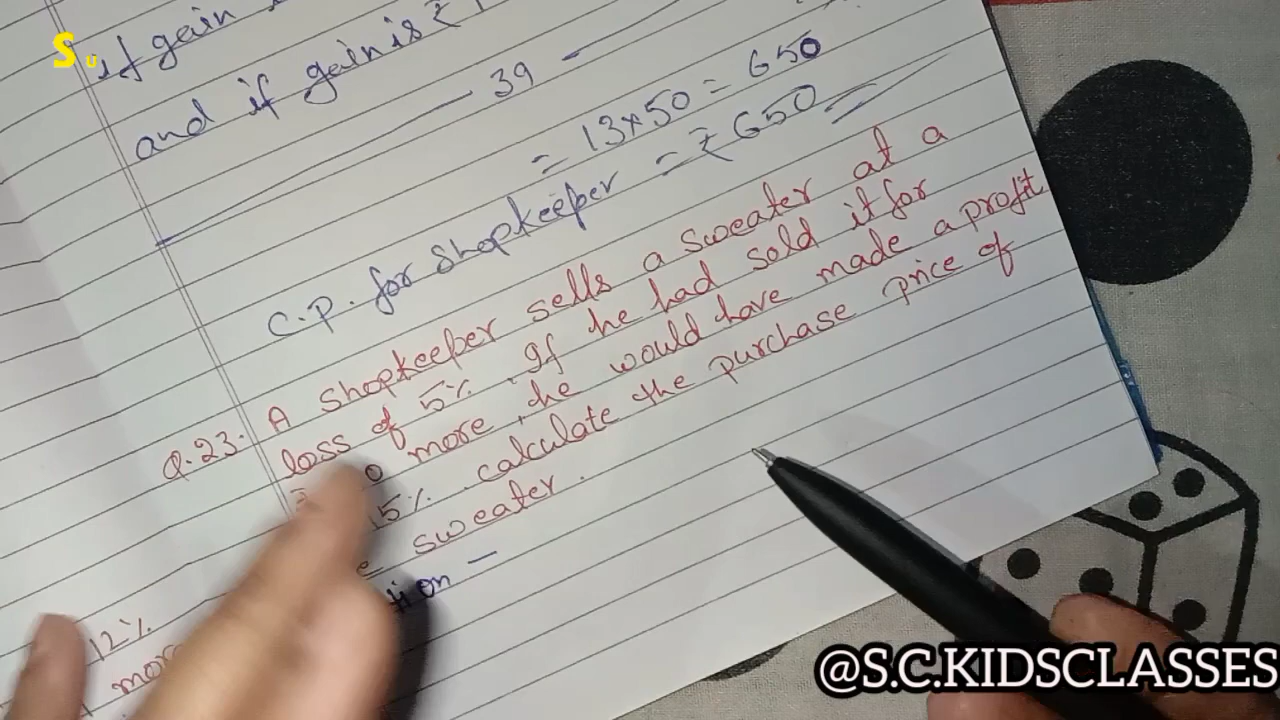 S U
if gain
and if gain is ₹
39
= 13×50 = 650
C.P. for shopkeeper = ₹ 650
Q.23. A shopkeeper sells a sweater at a
loss of 5%. If he had sold it for
more, he would have made a profit
15%. calculate the purchase price of
sweater.
12%
more
@S.C.KIDSCLASSES